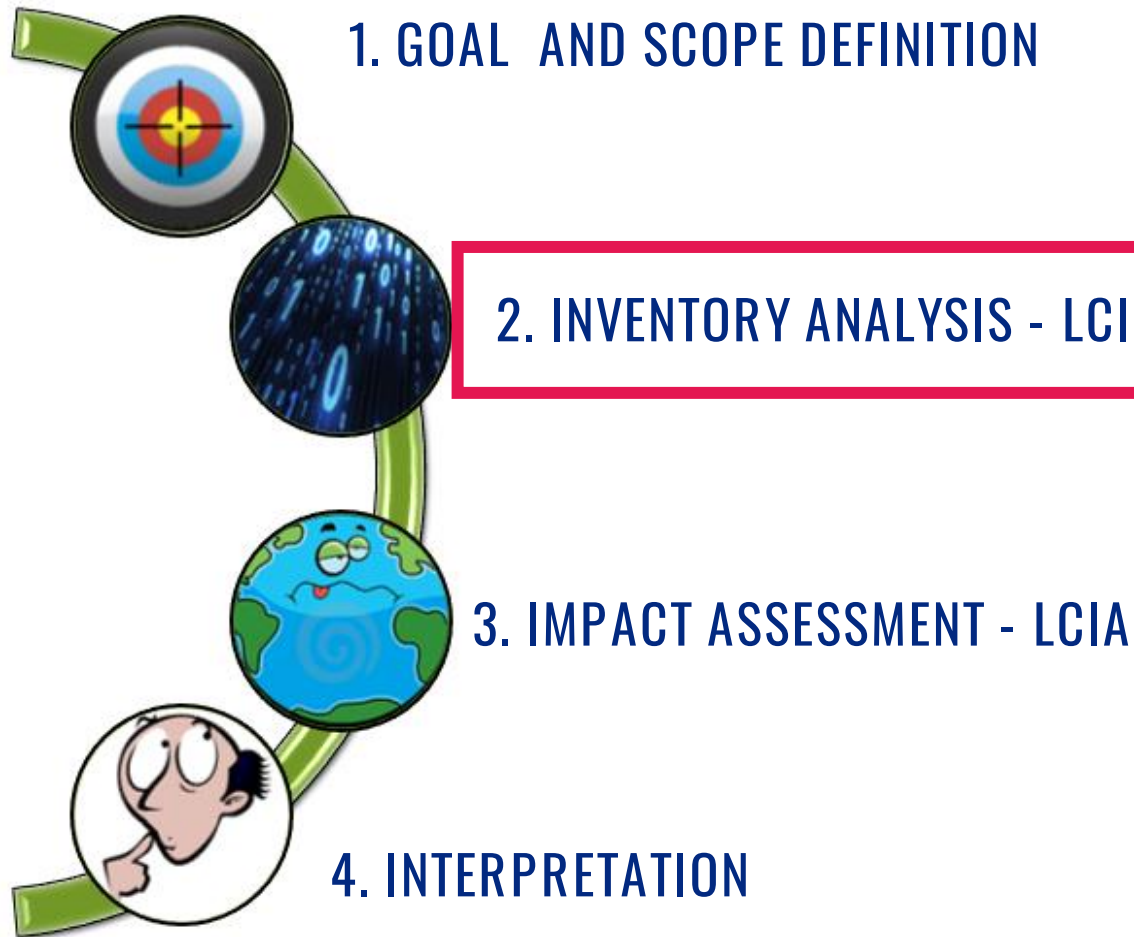 1. GOAL AND SCOPE DEFINITION
2. INVENTORY ANALYSIS - LCI
3. IMPACT ASSESSMENT - LCIA
4. INTERPRETATION